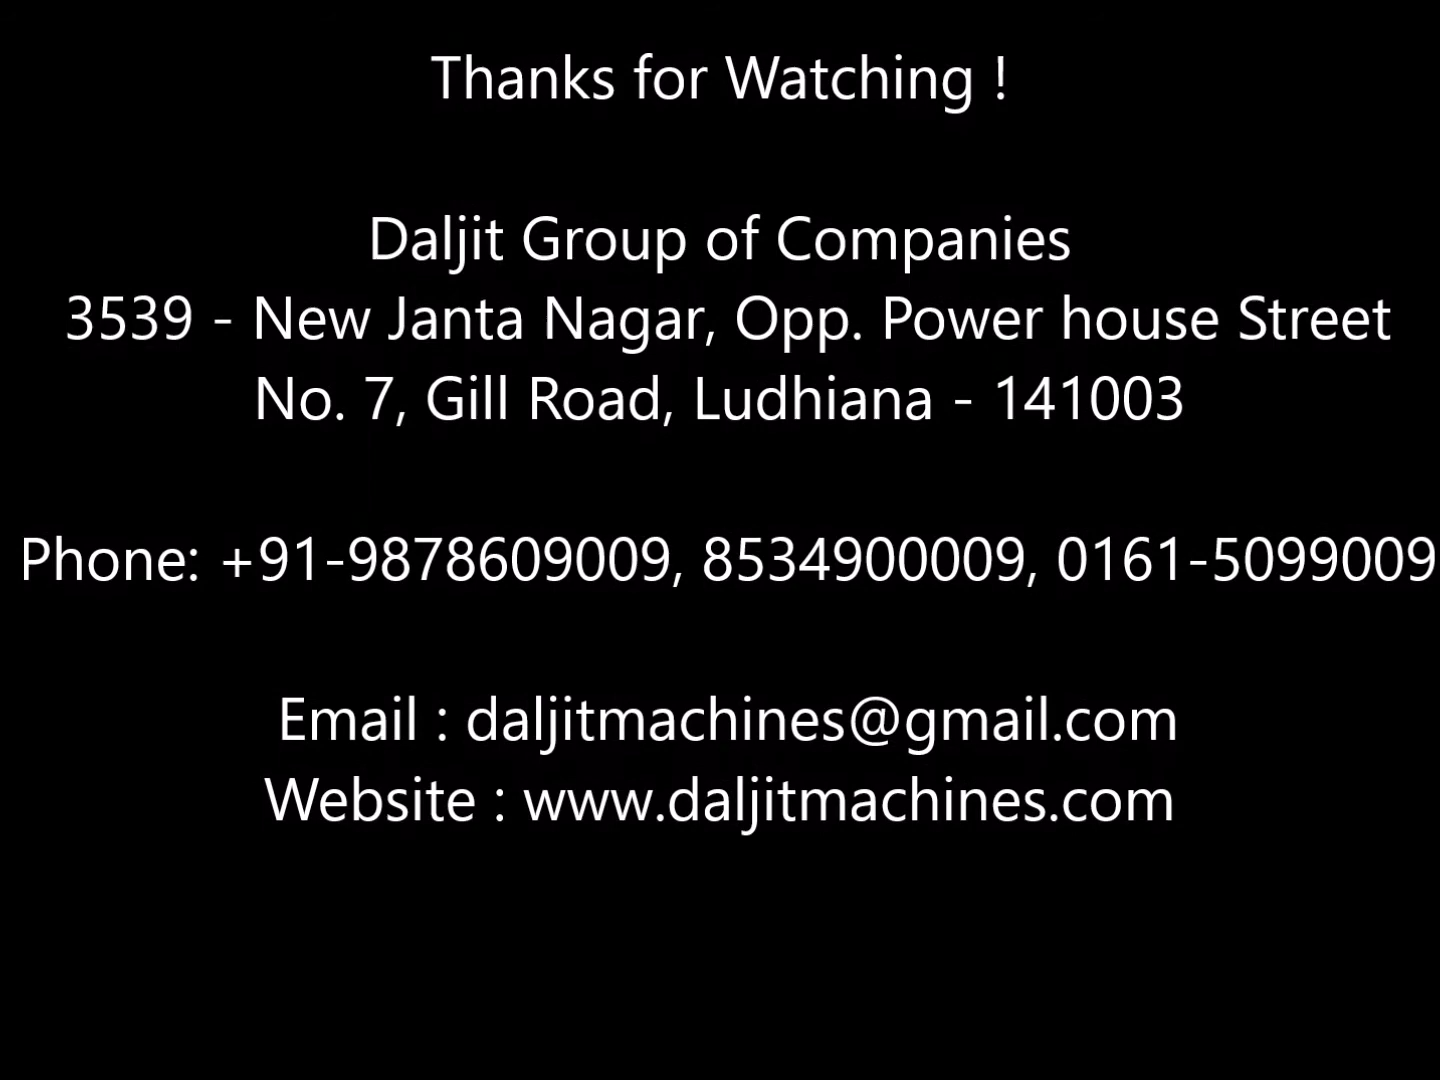 Thanks for Watching !
Daljit Group of Companies
3539 - New Janta Nagar, Opp. Power house Street
No. 7, Gill Road, Ludhiana - 141003
Phone: +91-9878609009, 8534900009, 0161-5099009
Email : daljitmachines@gmail.com
Website : www.daljitmachines.com